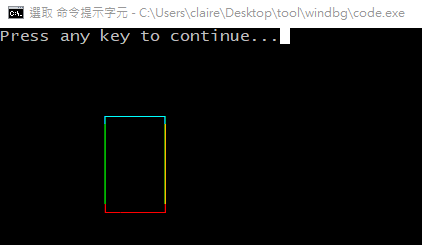 選取 命令提示字元 - C:\Users\claire\Desktop\tool\windbg\code.exe
Press any key to continue...